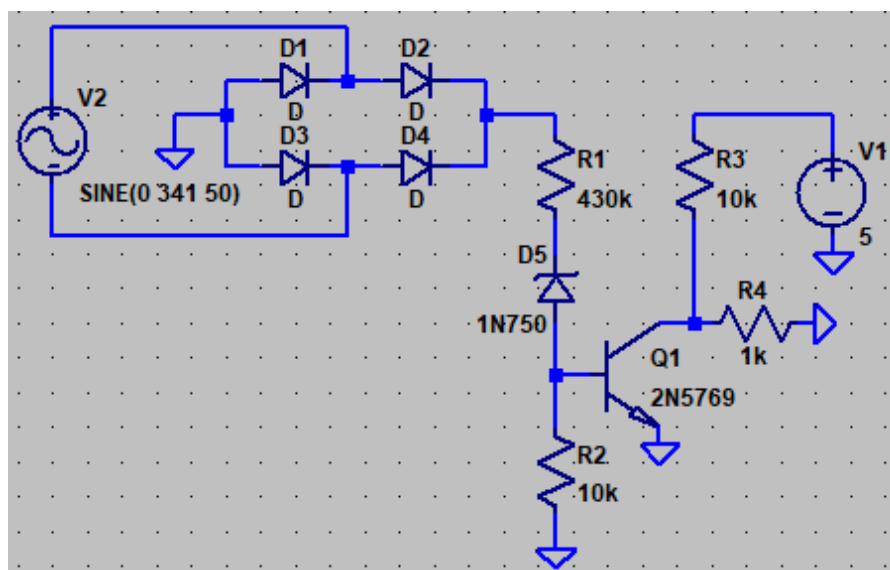 D1
D2
V2
D
D
D3
D4
SINE(0 341 50)
D
D
R1
430k
R3
10k
V1
5
D5
1N750
R4
1k
Q1
2N5769
R2
10k